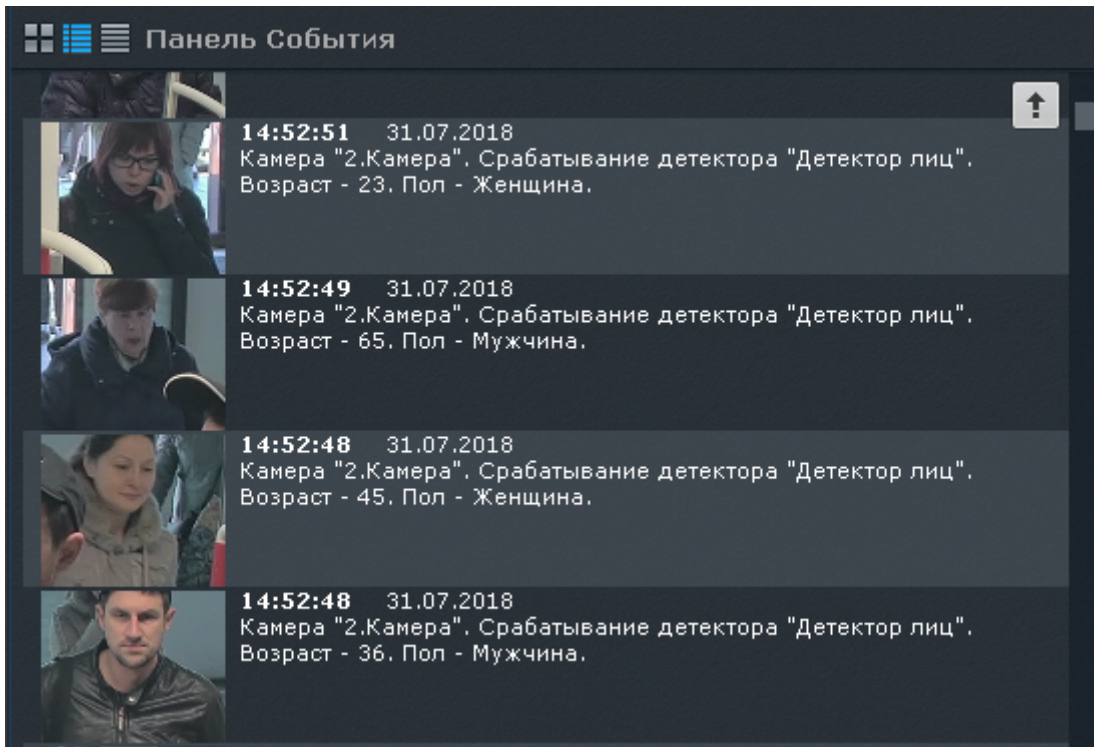 Панель События
14:52:51 31.07.2018
Камера "2.Камера". Срабатывание детектора "Детектор лиц".
Возраст - 23. Пол - Женщина.
14:52:49 31.07.2018
Камера "2.Камера". Срабатывание детектора "Детектор лиц".
Возраст - 65. Пол - Мужчина.
14:52:48 31.07.2018
Камера "2.Камера". Срабатывание детектора "Детектор лиц".
Возраст - 45. Пол - Женщина.
14:52:48 31.07.2018
Камера "2.Камера". Срабатывание детектора "Детектор лиц".
Возраст - 36. Пол - Мужчина.